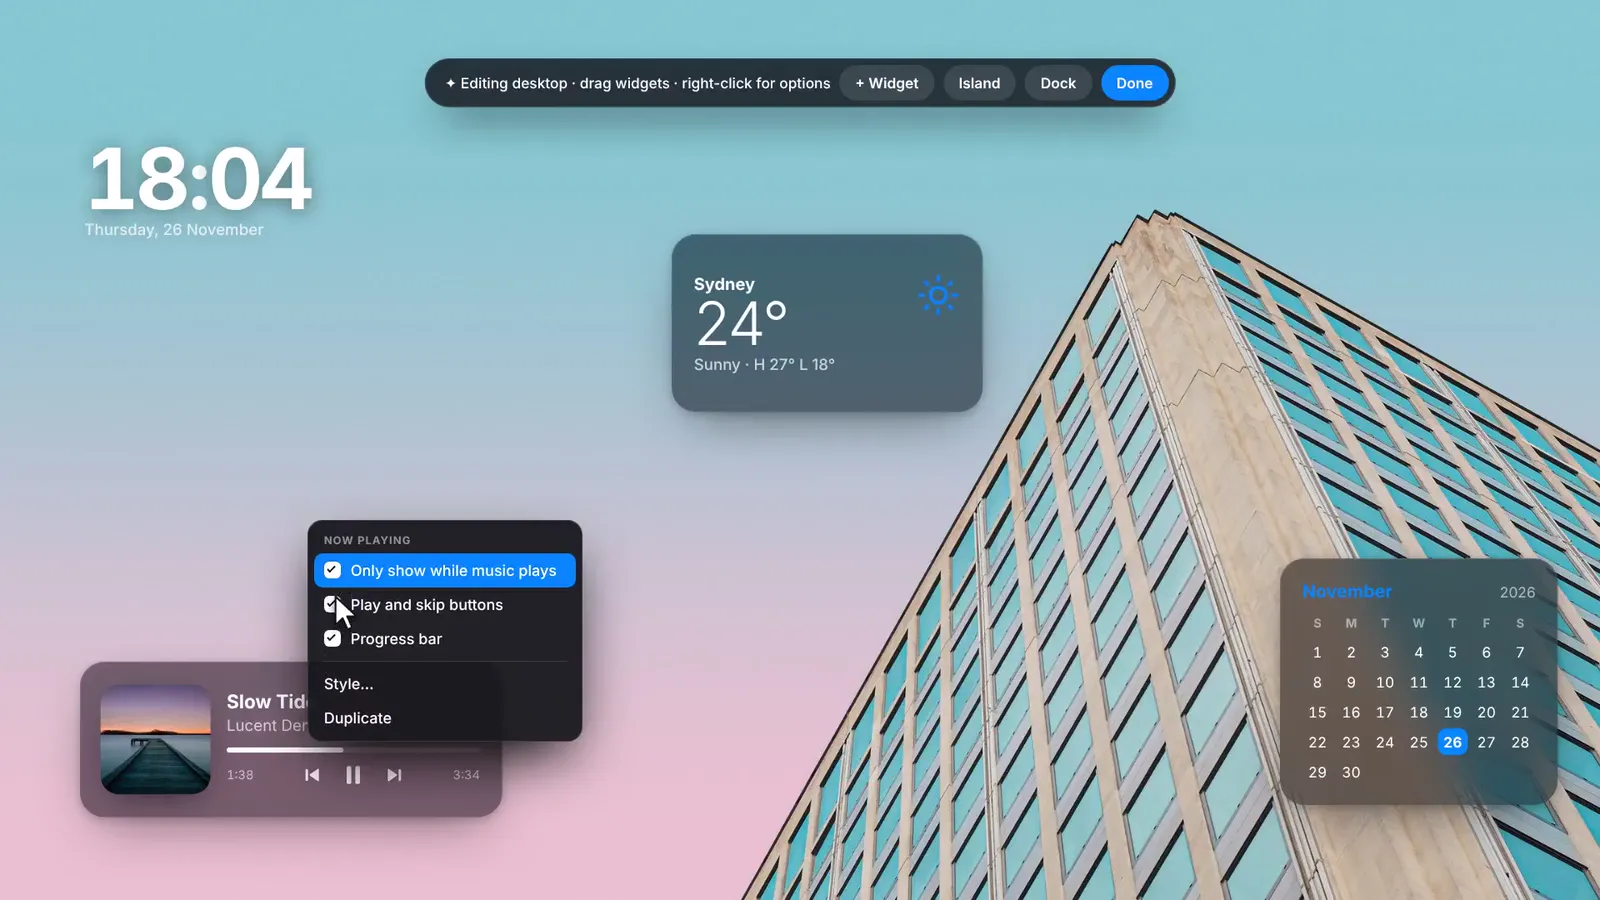 ✦ Editing desktop · drag widgets · right-click for options
+ Widget
Island
Dock
Done
18:04
Thursday, 26 November
Sydney
24°
Sunny · H 27° L 18°
NOW PLAYING
Only show while music plays
Play and skip buttons
Progress bar
Style...
Duplicate
Slow
Lucent
1:38
3:34
November 2026
S M T W T F S
1 2 3 4 5 6 7
8 9 10 11 12 13 14
15 16 17 18 19 20 21
22 23 24 25 26 27 28
29 30